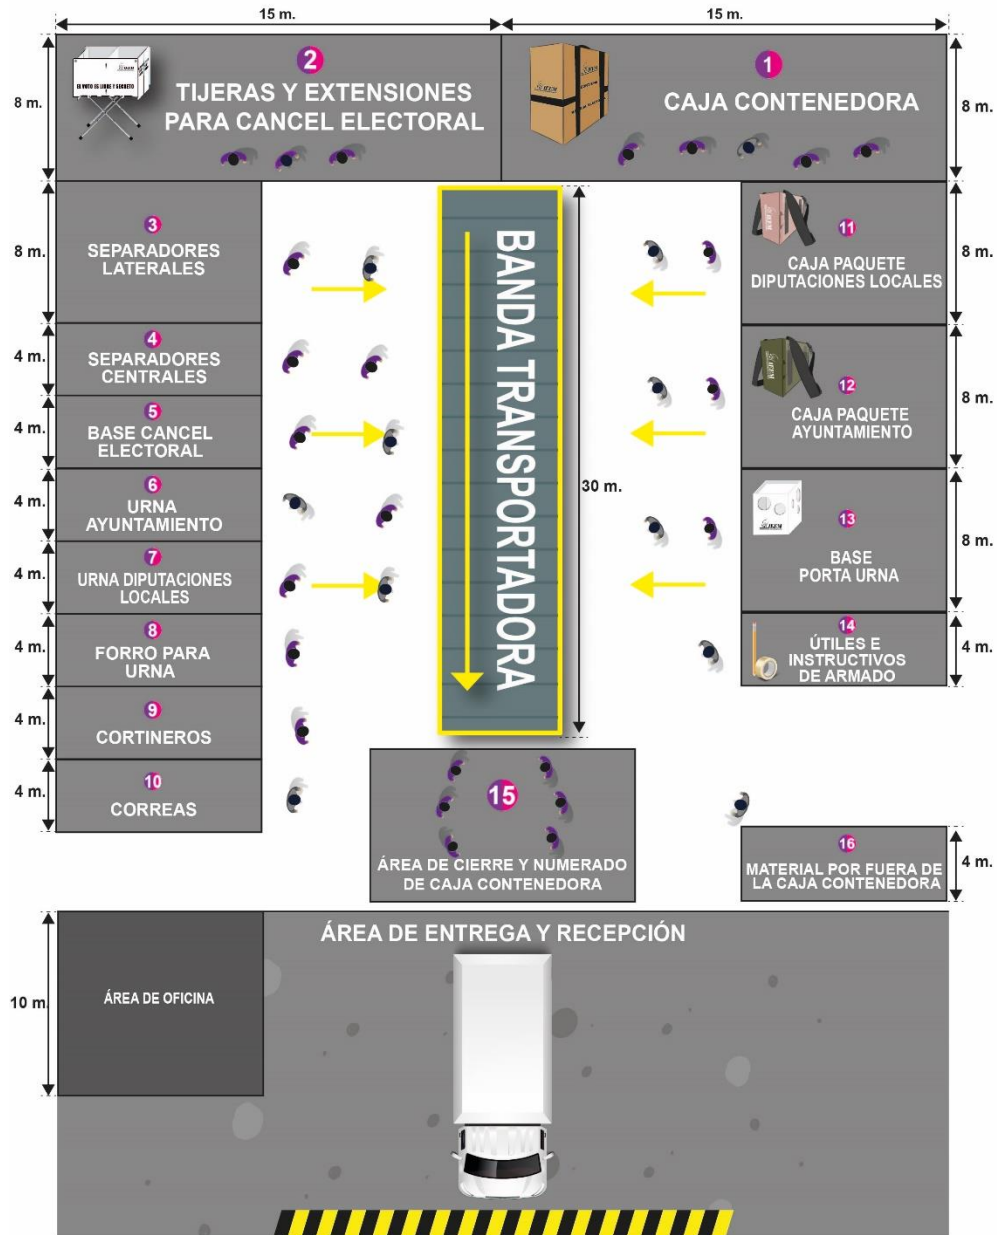 15 m.
15 m.
8 m.
2
TIJERAS Y EXTENSIONES
PARA CANCEL ELECTORAL
EL VOTO ES LIBRE Y SECRETO
1
CAJA CONTENEDORA
8 m.
8 m.
3
SEPARADORES
LATERALES
4 m.
4
SEPARADORES
CENTRALES
4 m.
5
BASE CANCEL
ELECTORAL
4 m.
6
URNA
AYUNTAMIENTO
4 m.
7
URNA DIPUTACIONES
LOCALES
4 m.
8
FORRO PARA
URNA
4 m.
9
CORTINEROS
4 m.
10
CORREAS
BANDA TRANSPORTADORA
30 m.
11
CAJA PAQUETE
DIPUTACIONES LOCALES
8 m.
12
CAJA PAQUETE
AYUNTAMIENTO
8 m.
13
BASE
PORTA URNA
8 m.
14
ÚTILES E
INSTRUCTIVOS
DE ARMADO
4 m.
15
ÁREA DE CIERRE Y NUMERADO
DE CAJA CONTENEDORA
16
MATERIAL POR FUERA DE
LA CAJA CONTENEDORA
4 m.
ÁREA DE ENTREGA Y RECEPCIÓN
10 m.
ÁREA DE OFICINA